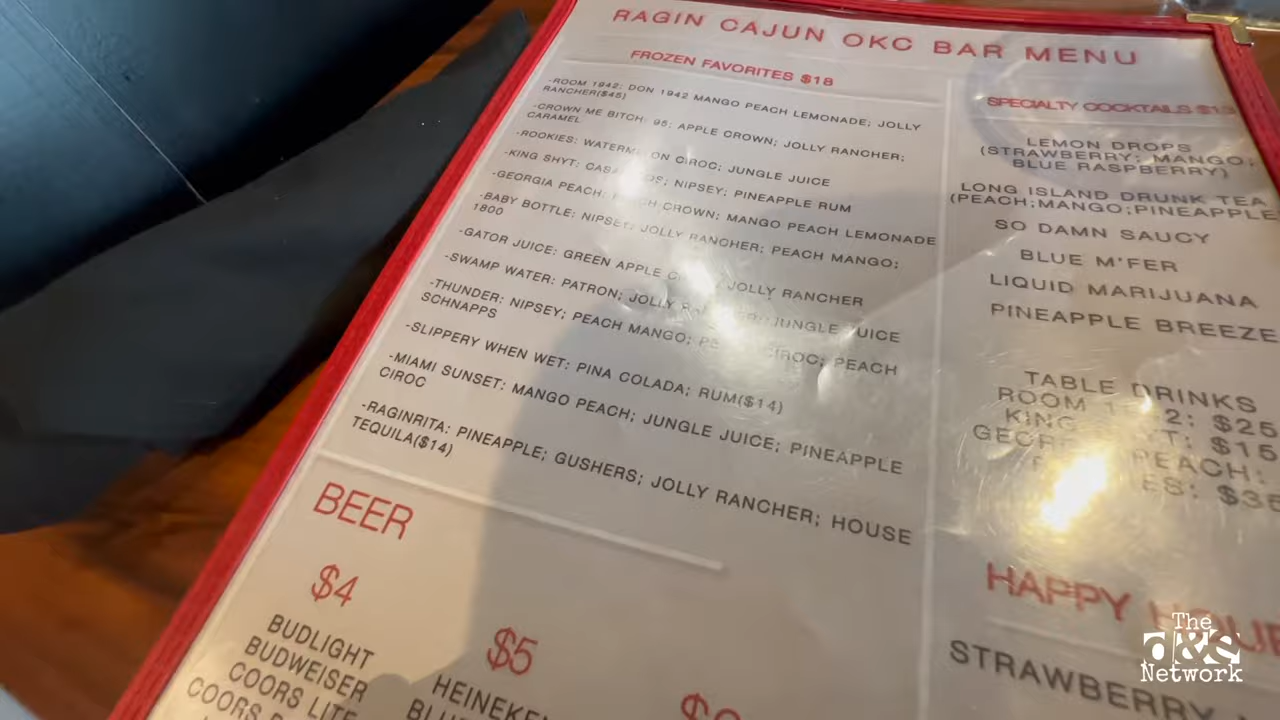 RAGIN CAJUN OKC BAR MENU
FROZEN FAVORITES $18
-ROOM 1942: DON 1942 MANGO PEACH LEMONADE; JOLLY
RANCHER($45)
-CROWN ME BITCH: 95; APPLE CROWN; JOLLY RANCHER;
CARAMEL
-ROOKIES: ON CIROC; JUNGLE JUICE
-KING SHYT: NIPSEY; PINEAPPLE RUM
-GEORGIA PEACH: CROWN; MANGO PEACH LEMONADE
-BABY BOTTLE: NIPSEY; JOLLY RANCHER; PEACH MANGO;
1800
-GATOR JUICE: GREEN APPLE JOLLY RANCHER
-SWAMP WATER: PATRON; JOLLY JUNGLE JUICE
-THUNDER: NIPSEY; PEACH MANGO; CIROC; PEACH
SCHNAPPS
-SLIPPERY WHEN WET: PINA COLADA; RUM($14)
-MIAMI SUNSET: MANGO PEACH; JUNGLE JUICE; PINEAPPLE
CIROC
-RAGINRITA: PINEAPPLE; GUSHERS; JOLLY RANCHER; HOUSE
TEQUILA($14)
BEER
$4
BUDLIGHT
BUDWEISER
COORS LITE
COORS
$5
HEINEKEN
SPECIALTY COCKTAILS
LEMON DROPS
(STRAWBERRY; MANGO;
BLUE RASPBERRY)
LONG ISLAND DRUNK TEA
(PEACH;MANGO;PINEAPPLE
SO DAMN SAUCY
BLUE M'FER
LIQUID MARIJUANA
PINEAPPLE BREEZE
TABLE DRINKS
ROOM $25
KING $15
PEACH:
$35
HAPPY HOUR
STRAWBERRY
The
d&s
Network